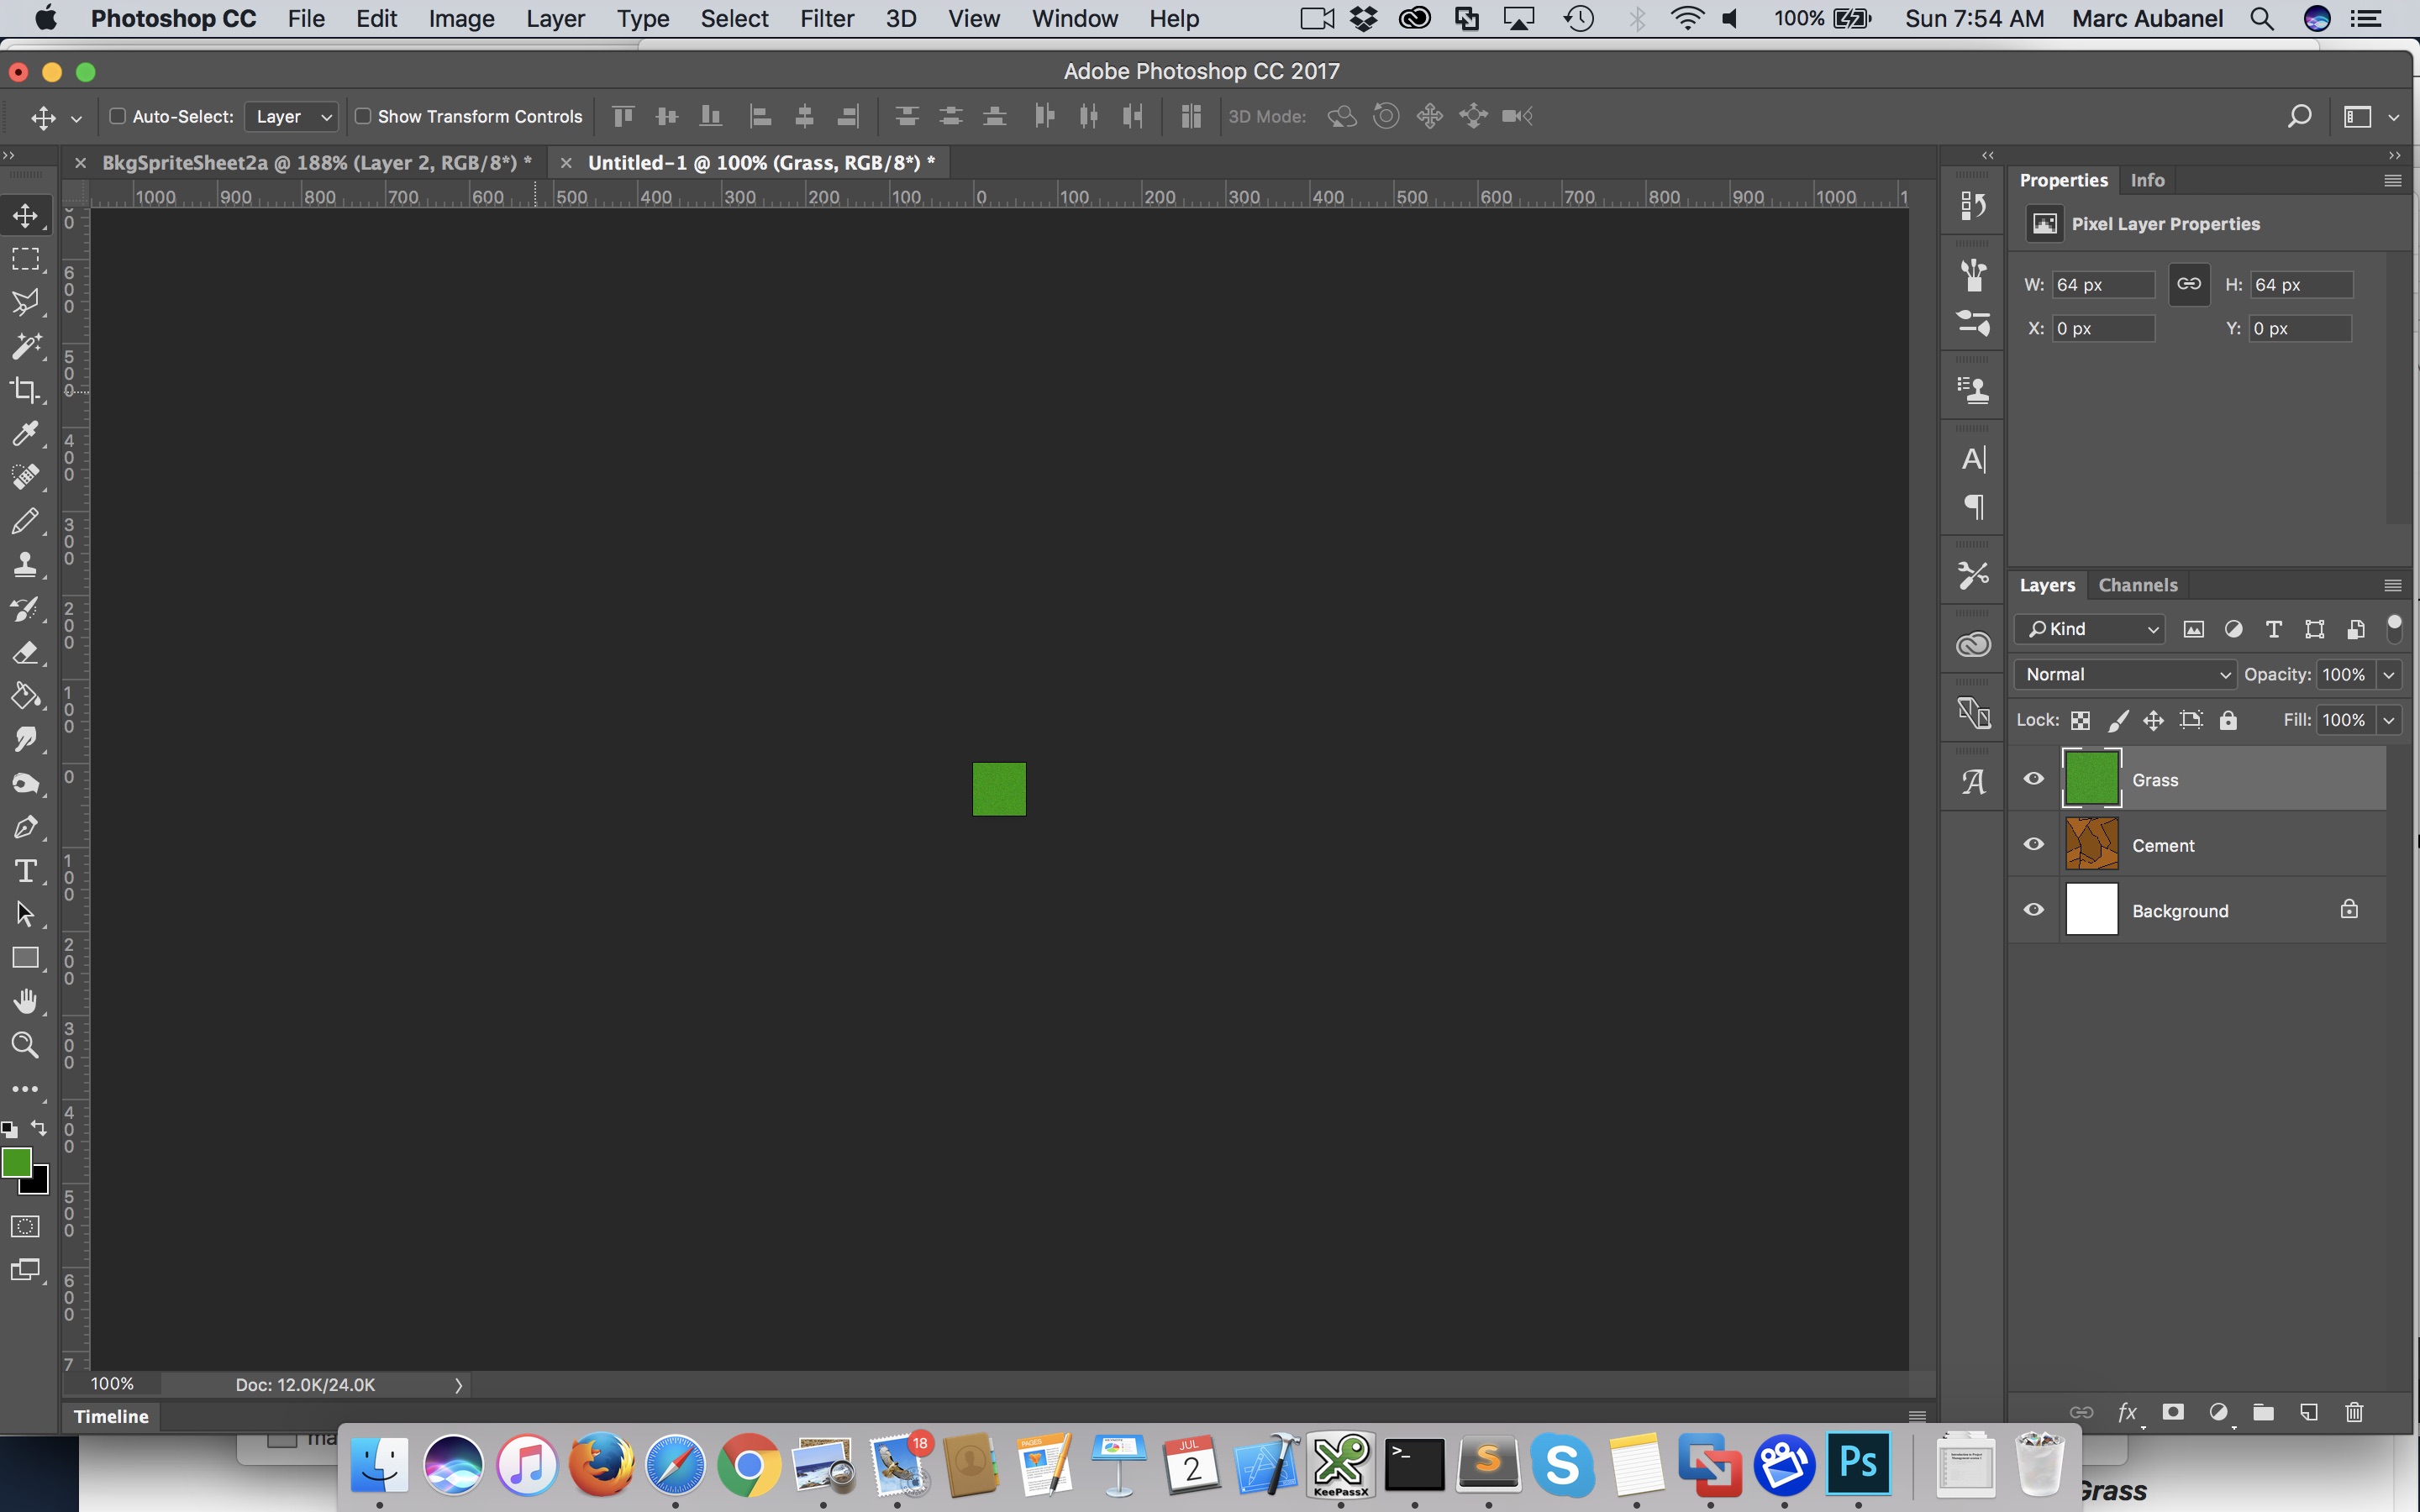 Photoshop CC File Edit Image Layer Type Select Filter 3D View Window Help 100% Sun 7:54 AM Marc Aubanel
Adobe Photoshop CC 2017
Auto-Select: Layer Show Transform Controls 3D Mode:
BkgSpriteSheet2a @ 188% (Layer 2, RGB/8*) * Untitled-1 @ 100% (Grass, RGB/8*) *
1000 900 800 700 600 500 400 300 200 100 0 100 200 300 400 500 600 700 800 900 1000 1
0
600
500
400
300
200
100
0
100
200
300
400
500
600
7
Properties Info
Pixel Layer Properties
W: 64 px H: 64 px
X: 0 px Y: 0 px
Layers Channels
Kind
Normal Opacity: 100%
Lock: Fill: 100%
Grass
Cement
Background
fx
100% Doc: 12.0K/24.0K
Timeline
ma
18
PAGES
JUL
2
KeePassX
>_
S
S
Ps
Grass